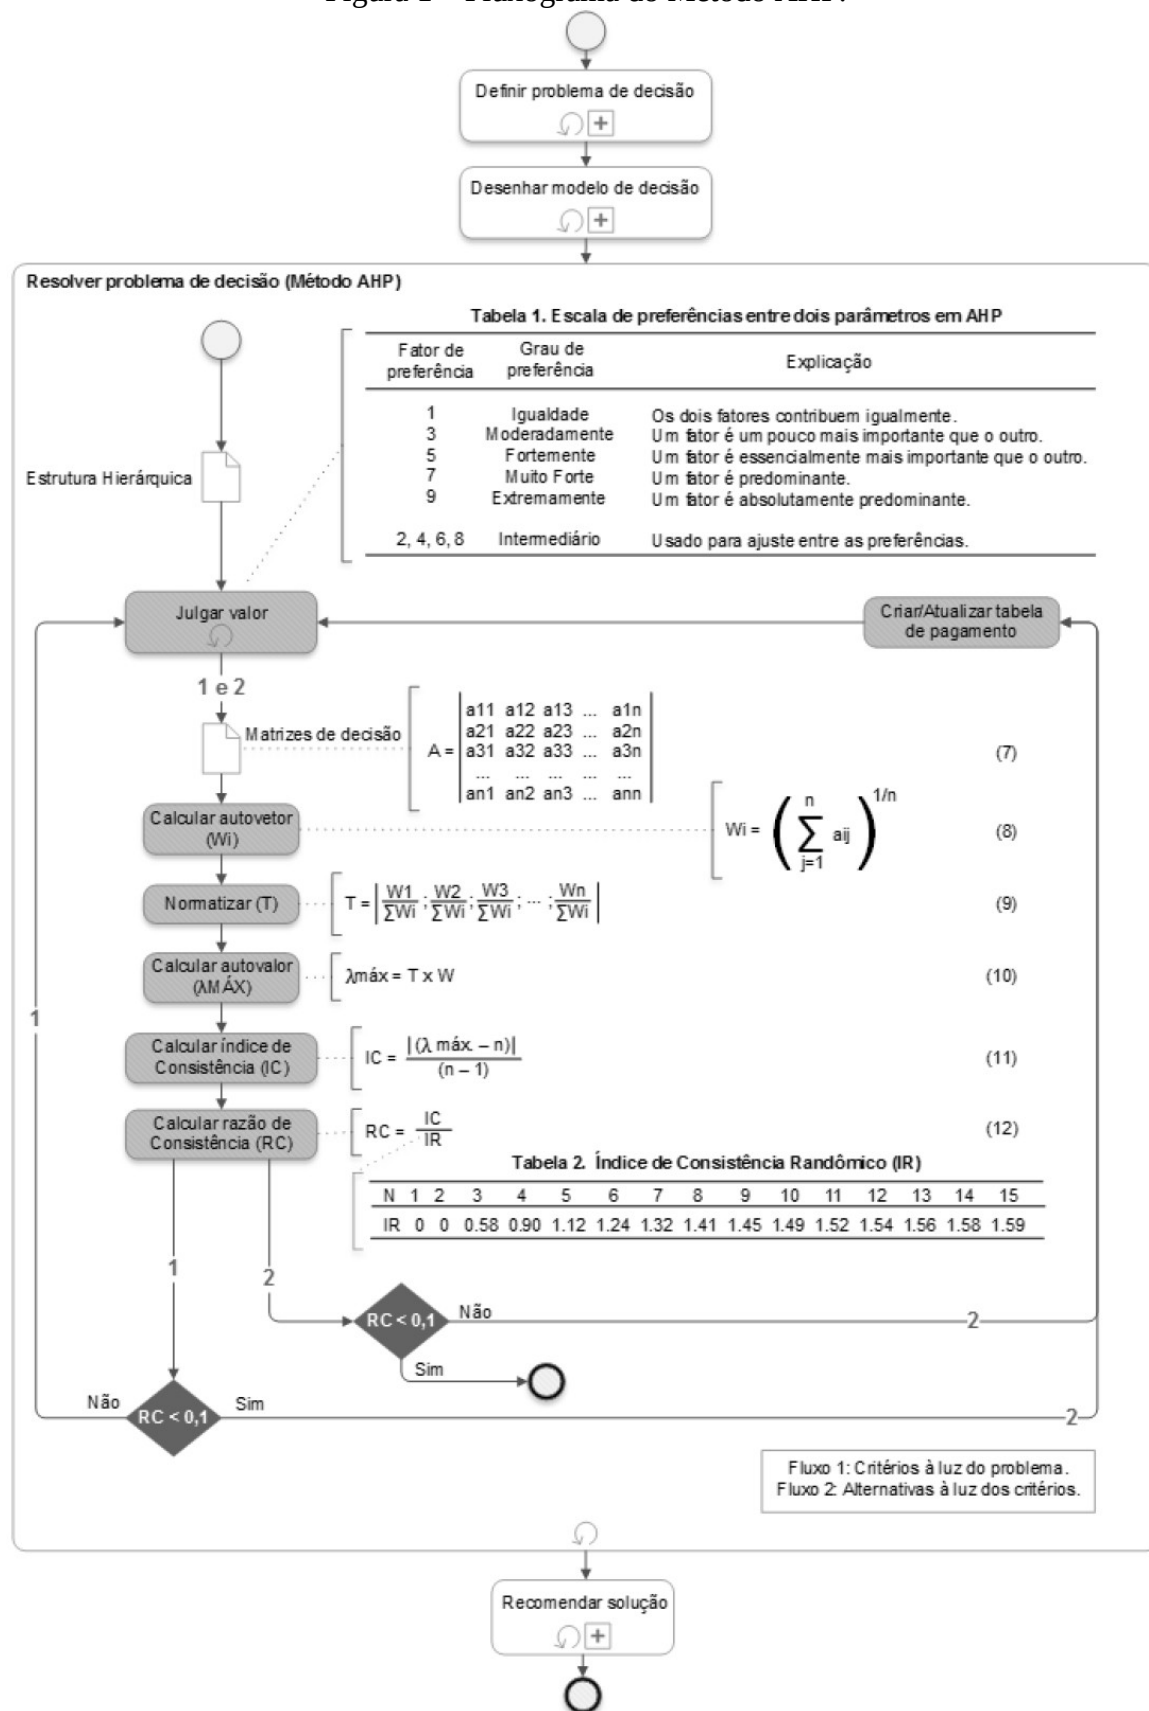 Figura 1 – Flanograma do Método AHP.
Definir problema de decisão
Desenhar modelo de decisão
Resolver problema de decisão (Método AHP)
Tabela 1. Escala de preferências entre dois parâmetros em AHP
Fator de preferência Grau de preferência Explicação
1 Igualdade Os dois fatores contribuem igualmente.
3 Moderadamente Um fator é um pouco mais importante que o outro.
5 Fortemente Um fator é essencialmente mais importante que o outro.
7 Muito Forte Um fator é predominante.
9 Extremamente Um fator é absolutamente predominante.
2, 4, 6, 8 Intermediário Usado para ajuste entre as preferências.
Estrutura Hierárquica
Julgar valor
Criar/Atualizar tabela
de pagamento
1 e 2
Matrizes de decisão
A = | a11 a12 a13 ... a1n |
a21 a22 a23 ... a2n
a31 a32 a33 ... a3n
... ... ... ... ...
an1 an2 an3 ... ann
(7)
Calcular autovetor
(Wi)
Wi = ( n ∑ j=1 aij ) 1/n
(8)
Normatizar (T)
T = | W1/∑Wi ; W2/∑Wi ; W3/∑Wi ; ... ; Wn/∑Wi |
(9)
Calcular autovalor
(λMÁX)
λmáx = T x W
(10)
1
Calcular índice de
Consistência (IC)
IC = |(λ máx. – n)| / (n – 1)
(11)
Calcular razão de
Consistência (RC)
RC = IC / IR
(12)
Tabela 2. Índice de Consistência Randômico (IR)
N 1 2 3 4 5 6 7 8 9 10 11 12 13 14 15
IR 0 0 0.58 0.90 1.12 1.24 1.32 1.41 1.45 1.49 1.52 1.54 1.56 1.58 1.59
1
2
RC < 0,1
Não
2
Sim
Não
RC < 0,1
Sim
2
Fluxo 1: Critérios à luz do problema.
Fluxo 2: Alternativas à luz dos critérios.
Recomendar solução